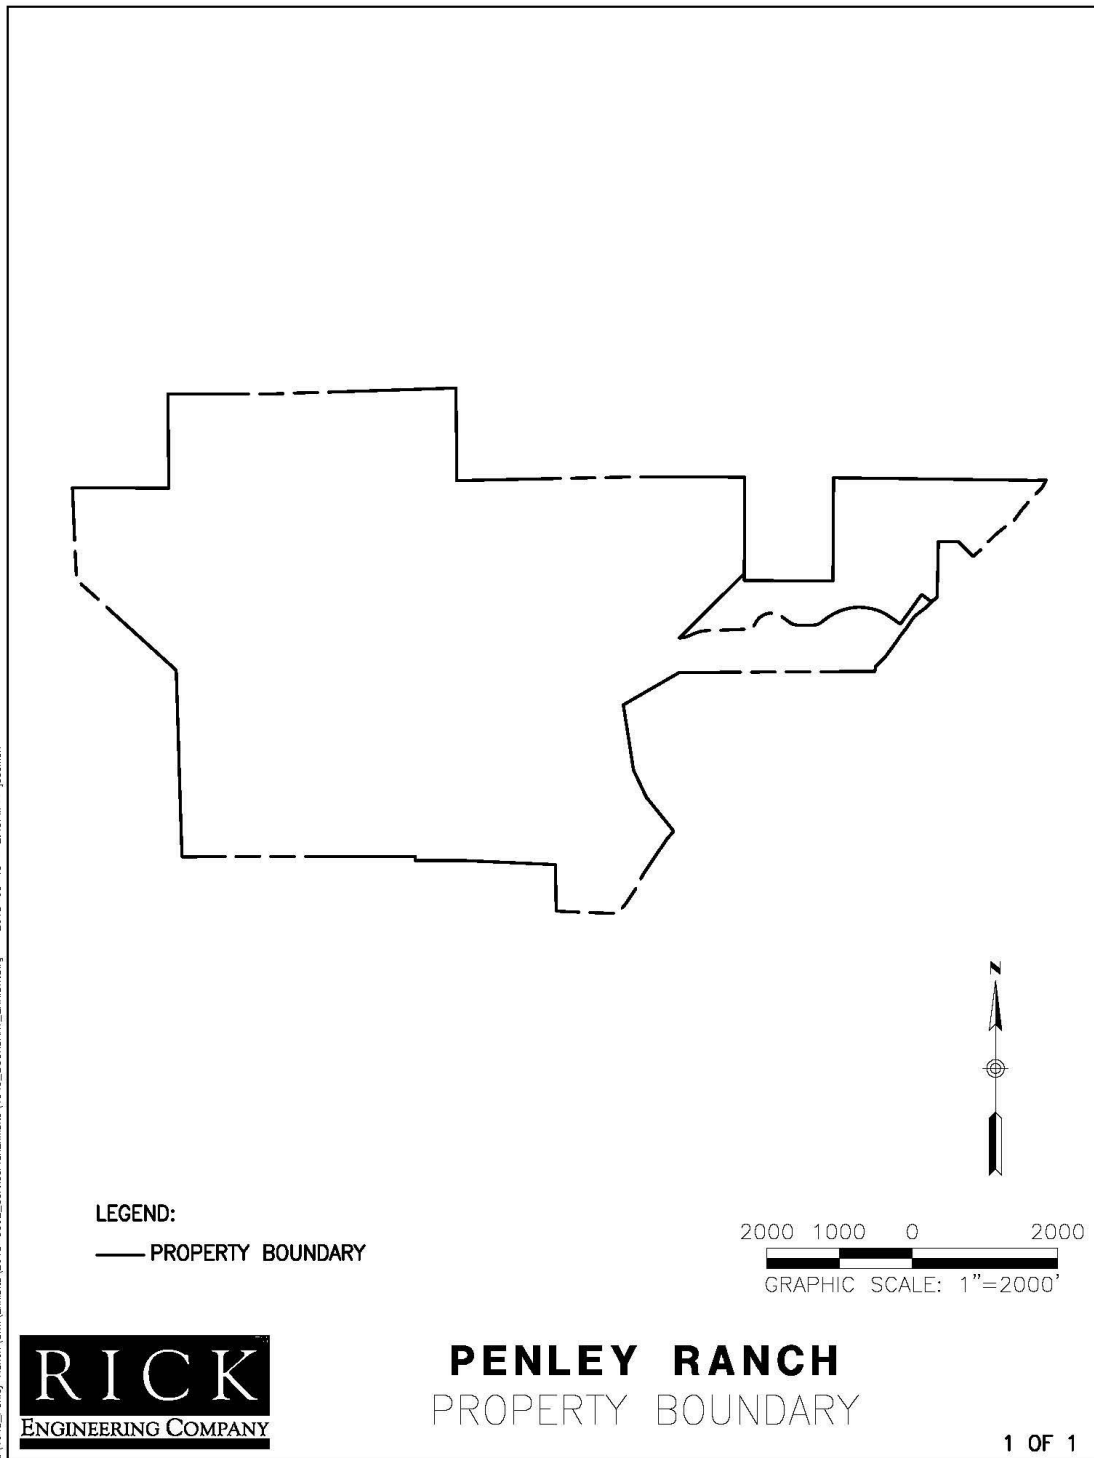 N
LEGEND:
PROPERTY BOUNDARY
2000 1000 0 2000
GRAPHIC SCALE: 1"=2000'
RICK
ENGINEERING COMPANY
PENLEY RANCH
PROPERTY BOUNDARY
1 OF 1